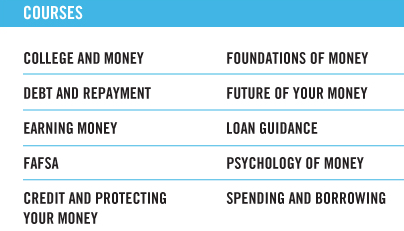 COURSES
COLLEGE AND MONEY
FOUNDATIONS OF MONEY
DEBT AND REPAYMENT
FUTURE OF YOUR MONEY
EARNING MONEY
LOAN GUIDANCE
FAFSA
PSYCHOLOGY OF MONEY
CREDIT AND PROTECTING
YOUR MONEY
SPENDING AND BORROWING